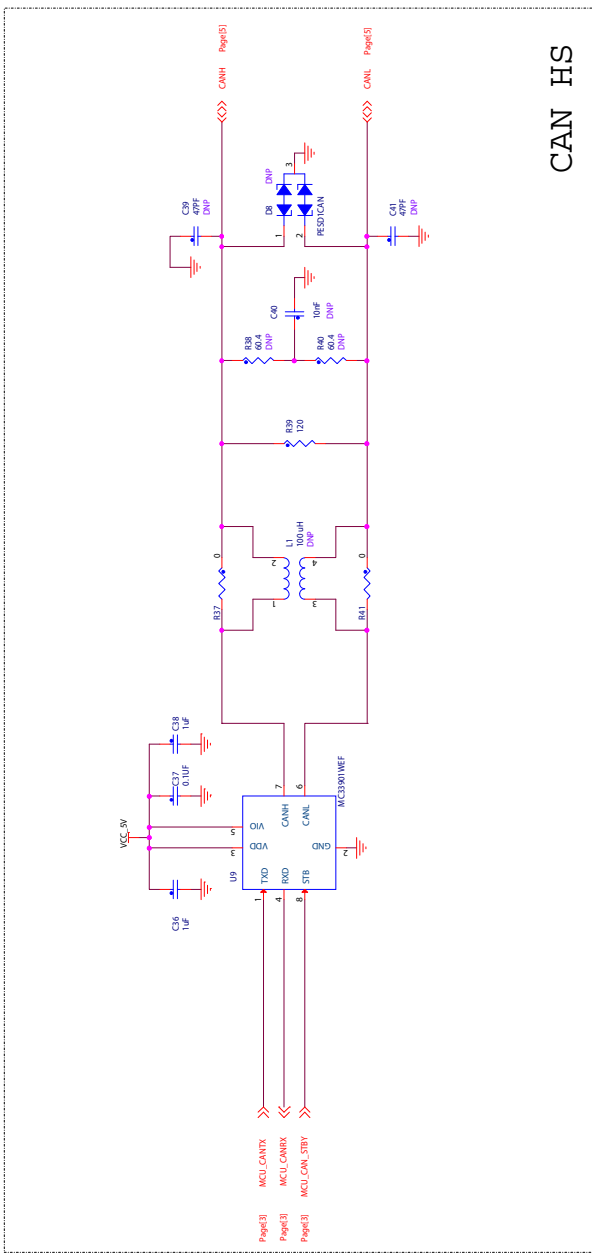 CAN HS
CANH Page[5]
CANL Page[5]
C39
47PF
DNP
D8
DNP
1
2
3
PESD1CAN
C41
47PF
DNP
R38
60.4
DNP
C40
10nF
DNP
R40
60.4
DNP
R39
120
R37
0
L1
100 uH
DNP
1
2
3
4
R41
0
VCC_5V
C36
1uF
C37
0.1UF
C38
1uF
U9
MC33901WEF
TXD
1
RXD
4
STB
8
VDD
3
VIO
5
CANH
7
CANL
6
GND
2
Page[3] MCU_CANTX
Page[3] MCU_CANRX
Page[3] MCU_CAN_STBY